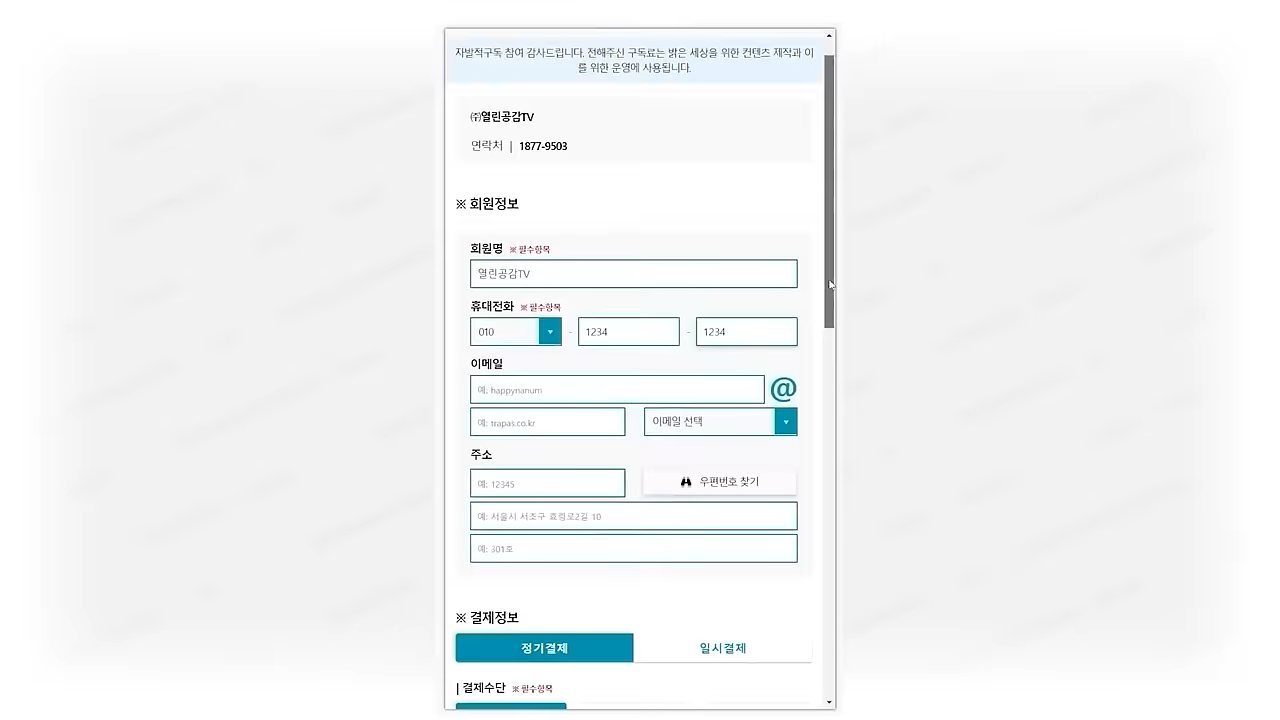 자발적구독 참여 감사드립니다. 전해주신 구독료는 밝은 세상을 위한 컨텐츠 제작과 이
를 위한 운영에 사용됩니다.
㈜열린공감TV
연락처 | 1877-9503
※ 회원정보
회원명 ※ 필수항목
열린공감TV
휴대전화 ※ 필수항목
010 - 1234 - 1234
이메일
예: happynanum @
예: trapas.co.kr 이메일 선택
주소
예: 12345 우편번호 찾기
예: 서울시 서초구 효령로2길 10
예: 301호
※ 결제정보
정기결제 일시결제
| 결제수단 ※ 필수항목